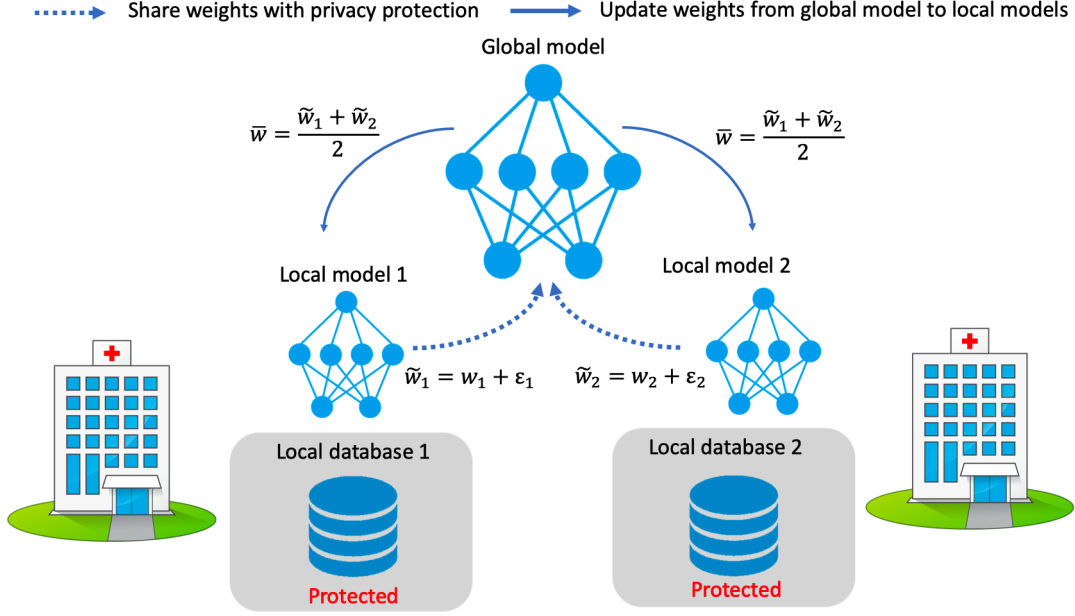 Share weights with privacy protection
Update weights from global model to local models
Global model
w̅ = (w̃₁ + w̃₂)/2
w̅ = (w̃₁ + w̃₂)/2
Local model 1
Local model 2
w̃₁ = w₁ + ε₁
w̃₂ = w₂ + ε₂
Local database 1
Local database 2
Protected
Protected